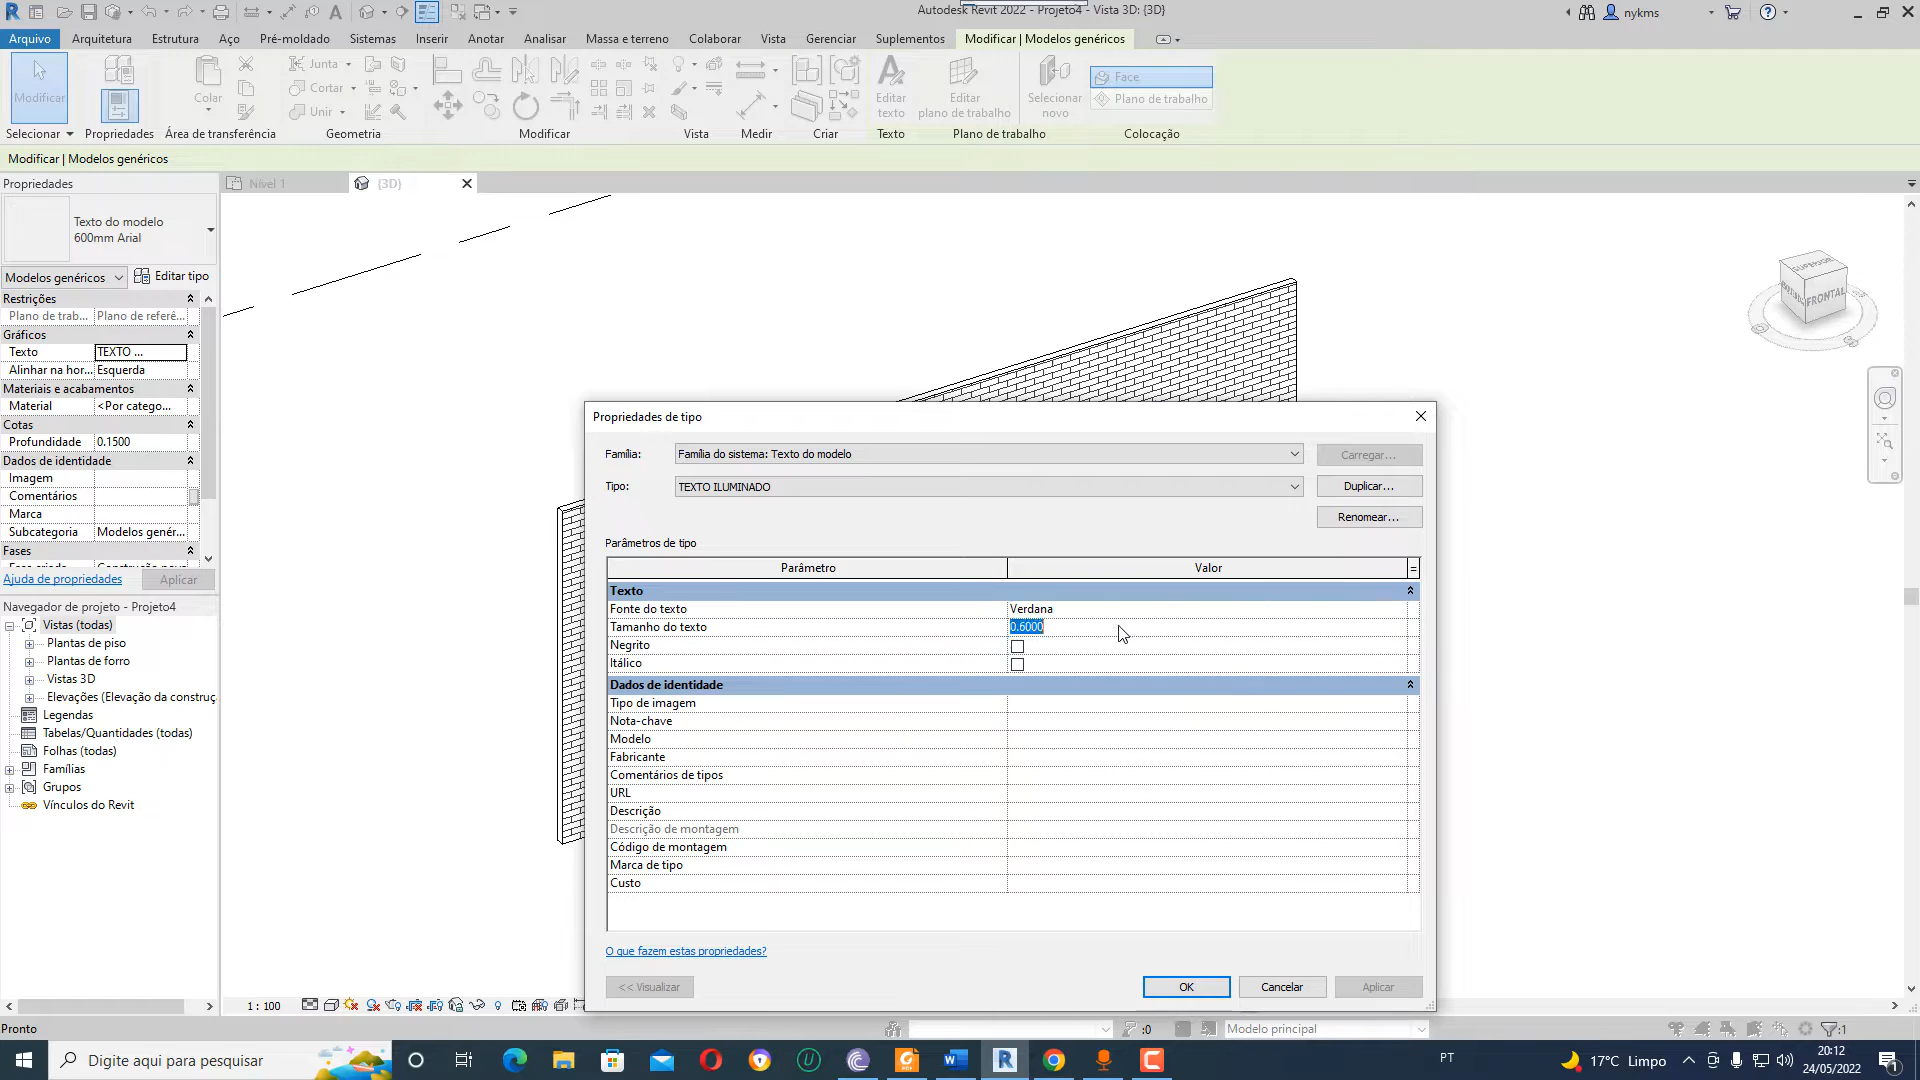 Autodesk Revit 2022 - Projeto4 - Vista 3D: {3D}
nykms
Arquivo Arquitetura Estrutura Aço Pré-moldado Sistemas Inserir Anotar Analisar Massa e terreno Colaborar Vista Gerenciar Suplementos Modificar | Modelos genéricos
Modificar
Colar
Junta
Cortar
Unir
Editar texto
Editar plano de trabalho
Selecionar novo
Face
Plano de trabalho
Selecionar Propriedades Área de transferência Geometria Modificar Vista Medir Criar Texto Plano de trabalho Colocação
Modificar | Modelos genéricos
Propriedades
Nível 1
{3D}
Texto do modelo
600mm Arial
Modelos genéricos Editar tipo
Restrições
Plano de trab... Plano de referê...
Gráficos
Texto TEXTO ...
Alinhar na hor... Esquerda
Materiais e acabamentos
Material <Por catego...
Cotas
Profundidade 0.1500
Dados de identidade
Imagem
Comentários
Marca
Subcategoria Modelos genér...
Fases
Ajuda de propriedades Aplicar
Navegador de projeto - Projeto4
Vistas (todas)
Plantas de piso
Plantas de forro
Vistas 3D
Elevações (Elevação da construç
Legendas
Tabelas/Quantidades (todas)
Folhas (todas)
Famílias
Grupos
Vínculos do Revit
SUPERIOR
FRONTAL
Propriedades de tipo
Família: Família do sistema: Texto do modelo Carregar...
Tipo: TEXTO ILUMINADO Duplicar...
Renomear...
Parâmetros de tipo
Parâmetro Valor =
Texto
Fonte do texto Verdana
Tamanho do texto 0.6000
Negrito
Itálico
Dados de identidade
Tipo de imagem
Nota-chave
Modelo
Fabricante
Comentários de tipos
URL
Descrição
Descrição de montagem
Código de montagem
Marca de tipo
Custo
O que fazem estas propriedades?
<< Visualizar OK Cancelar Aplicar
1 : 100
Pronto
:0
Modelo principal
:1
Digite aqui para pesquisar
PT
17°C Limpo
20:12
24/05/2022
1